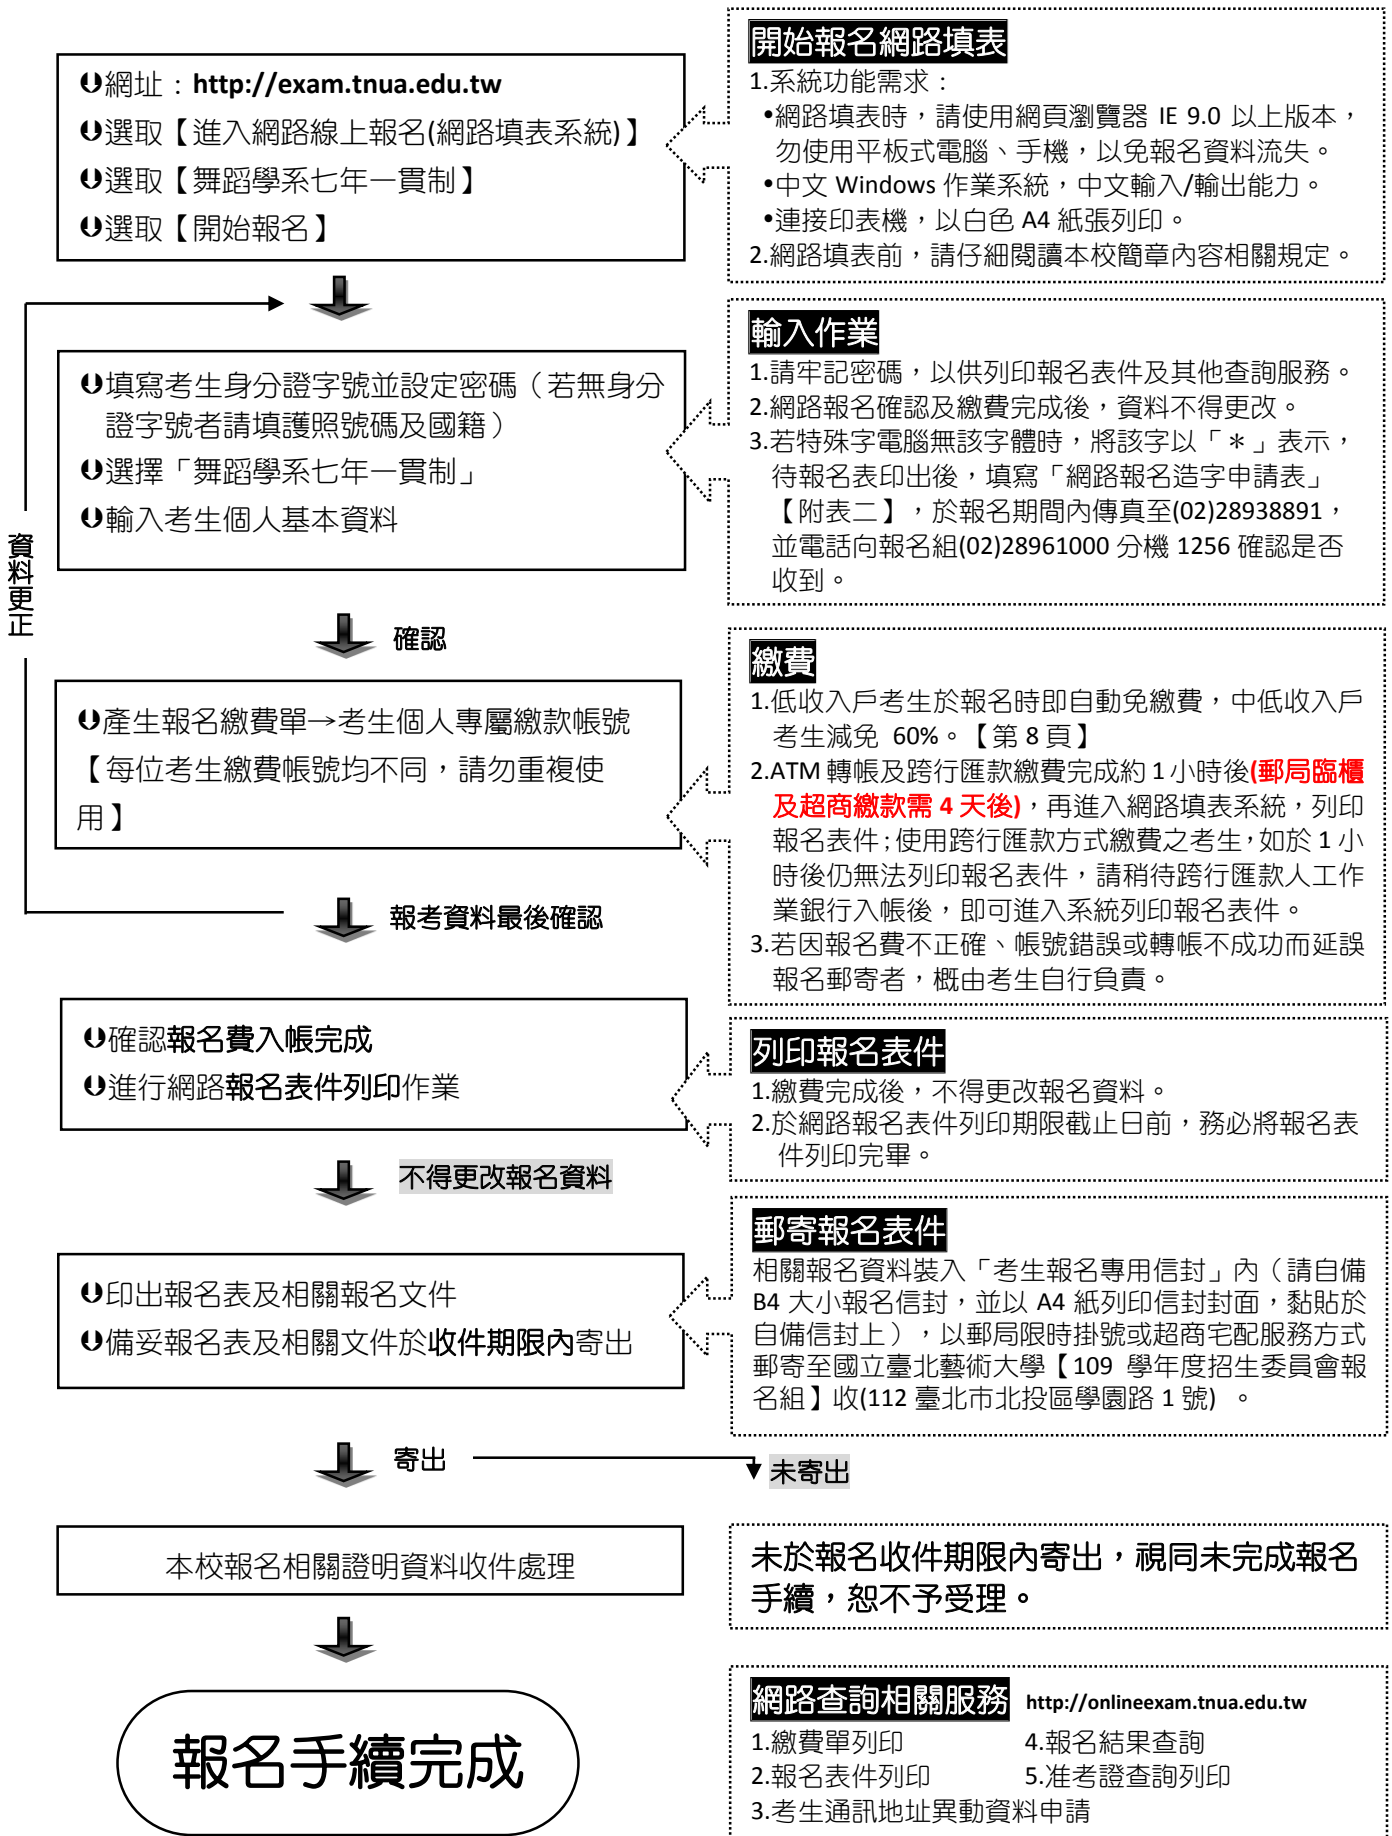 網址：http://exam.tnua.edu.tw
選取【進入網路線上報名(網路填表系統)】
選取【舞蹈學系七年一貫制】
選取【開始報名】
開始報名網路填表
1.系統功能需求：
•網路填表時，請使用網頁瀏覽器 IE 9.0 以上版本，
勿使用平板式電腦、手機，以免報名資料流失。
•中文 Windows 作業系統，中文輸入/輸出能力。
•連接印表機，以白色 A4 紙張列印。
2.網路填表前，請仔細閱讀本校簡章內容相關規定。
資料更正
填寫考生身分證字號並設定密碼（若無身分
證字號者請填護照號碼及國籍）
選擇「舞蹈學系七年一貫制」
輸入考生個人基本資料
輸入作業
1.請牢記密碼，以供列印報名表件及其他查詢服務。
2.網路報名確認及繳費完成後，資料不得更改。
3.若特殊字電腦無該字體時，將該字以「＊」表示，
待報名表印出後，填寫「網路報名造字申請表」
【附表二】，於報名期間內傳真至(02)28938891，
並電話向報名組(02)28961000 分機 1256 確認是否
收到。
確認
產生報名繳費單→考生個人專屬繳款帳號
【每位考生繳費帳號均不同，請勿重複使
用】
繳費
1.低收入戶考生於報名時即自動免繳費，中低收入戶
考生減免 60%。【第 8 頁】
2.ATM 轉帳及跨行匯款繳費完成約 1 小時後(郵局臨櫃
及超商繳款需 4 天後)，再進入網路填表系統，列印
報名表件；使用跨行匯款方式繳費之考生，如於 1 小
時後仍無法列印報名表件，請稍待跨行匯款人工作
業銀行入帳後，即可進入系統列印報名表件。
3.若因報名費不正確、帳號錯誤或轉帳不成功而延誤
報名郵寄者，概由考生自行負責。
報考資料最後確認
確認報名費入帳完成
進行網路報名表件列印作業
列印報名表件
1.繳費完成後，不得更改報名資料。
2.於網路報名表件列印期限截止日前，務必將報名表
件列印完畢。
不得更改報名資料
印出報名表及相關報名文件
備妥報名表及相關文件於收件期限內寄出
郵寄報名表件
相關報名資料裝入「考生報名專用信封」內（請自備
B4 大小報名信封，並以 A4 紙列印信封封面，黏貼於
自備信封上），以郵局限時掛號或超商宅配服務方式
郵寄至國立臺北藝術大學【109 學年度招生委員會報
名組】收(112 臺北市北投區學園路 1 號) 。
寄出
未寄出
本校報名相關證明資料收件處理
未於報名收件期限內寄出，視同未完成報名
手續，恕不予受理。
報名手續完成
網路查詢相關服務 http://onlineexam.tnua.edu.tw
1.繳費單列印 4.報名結果查詢
2.報名表件列印 5.准考證查詢列印
3.考生通訊地址異動資料申請